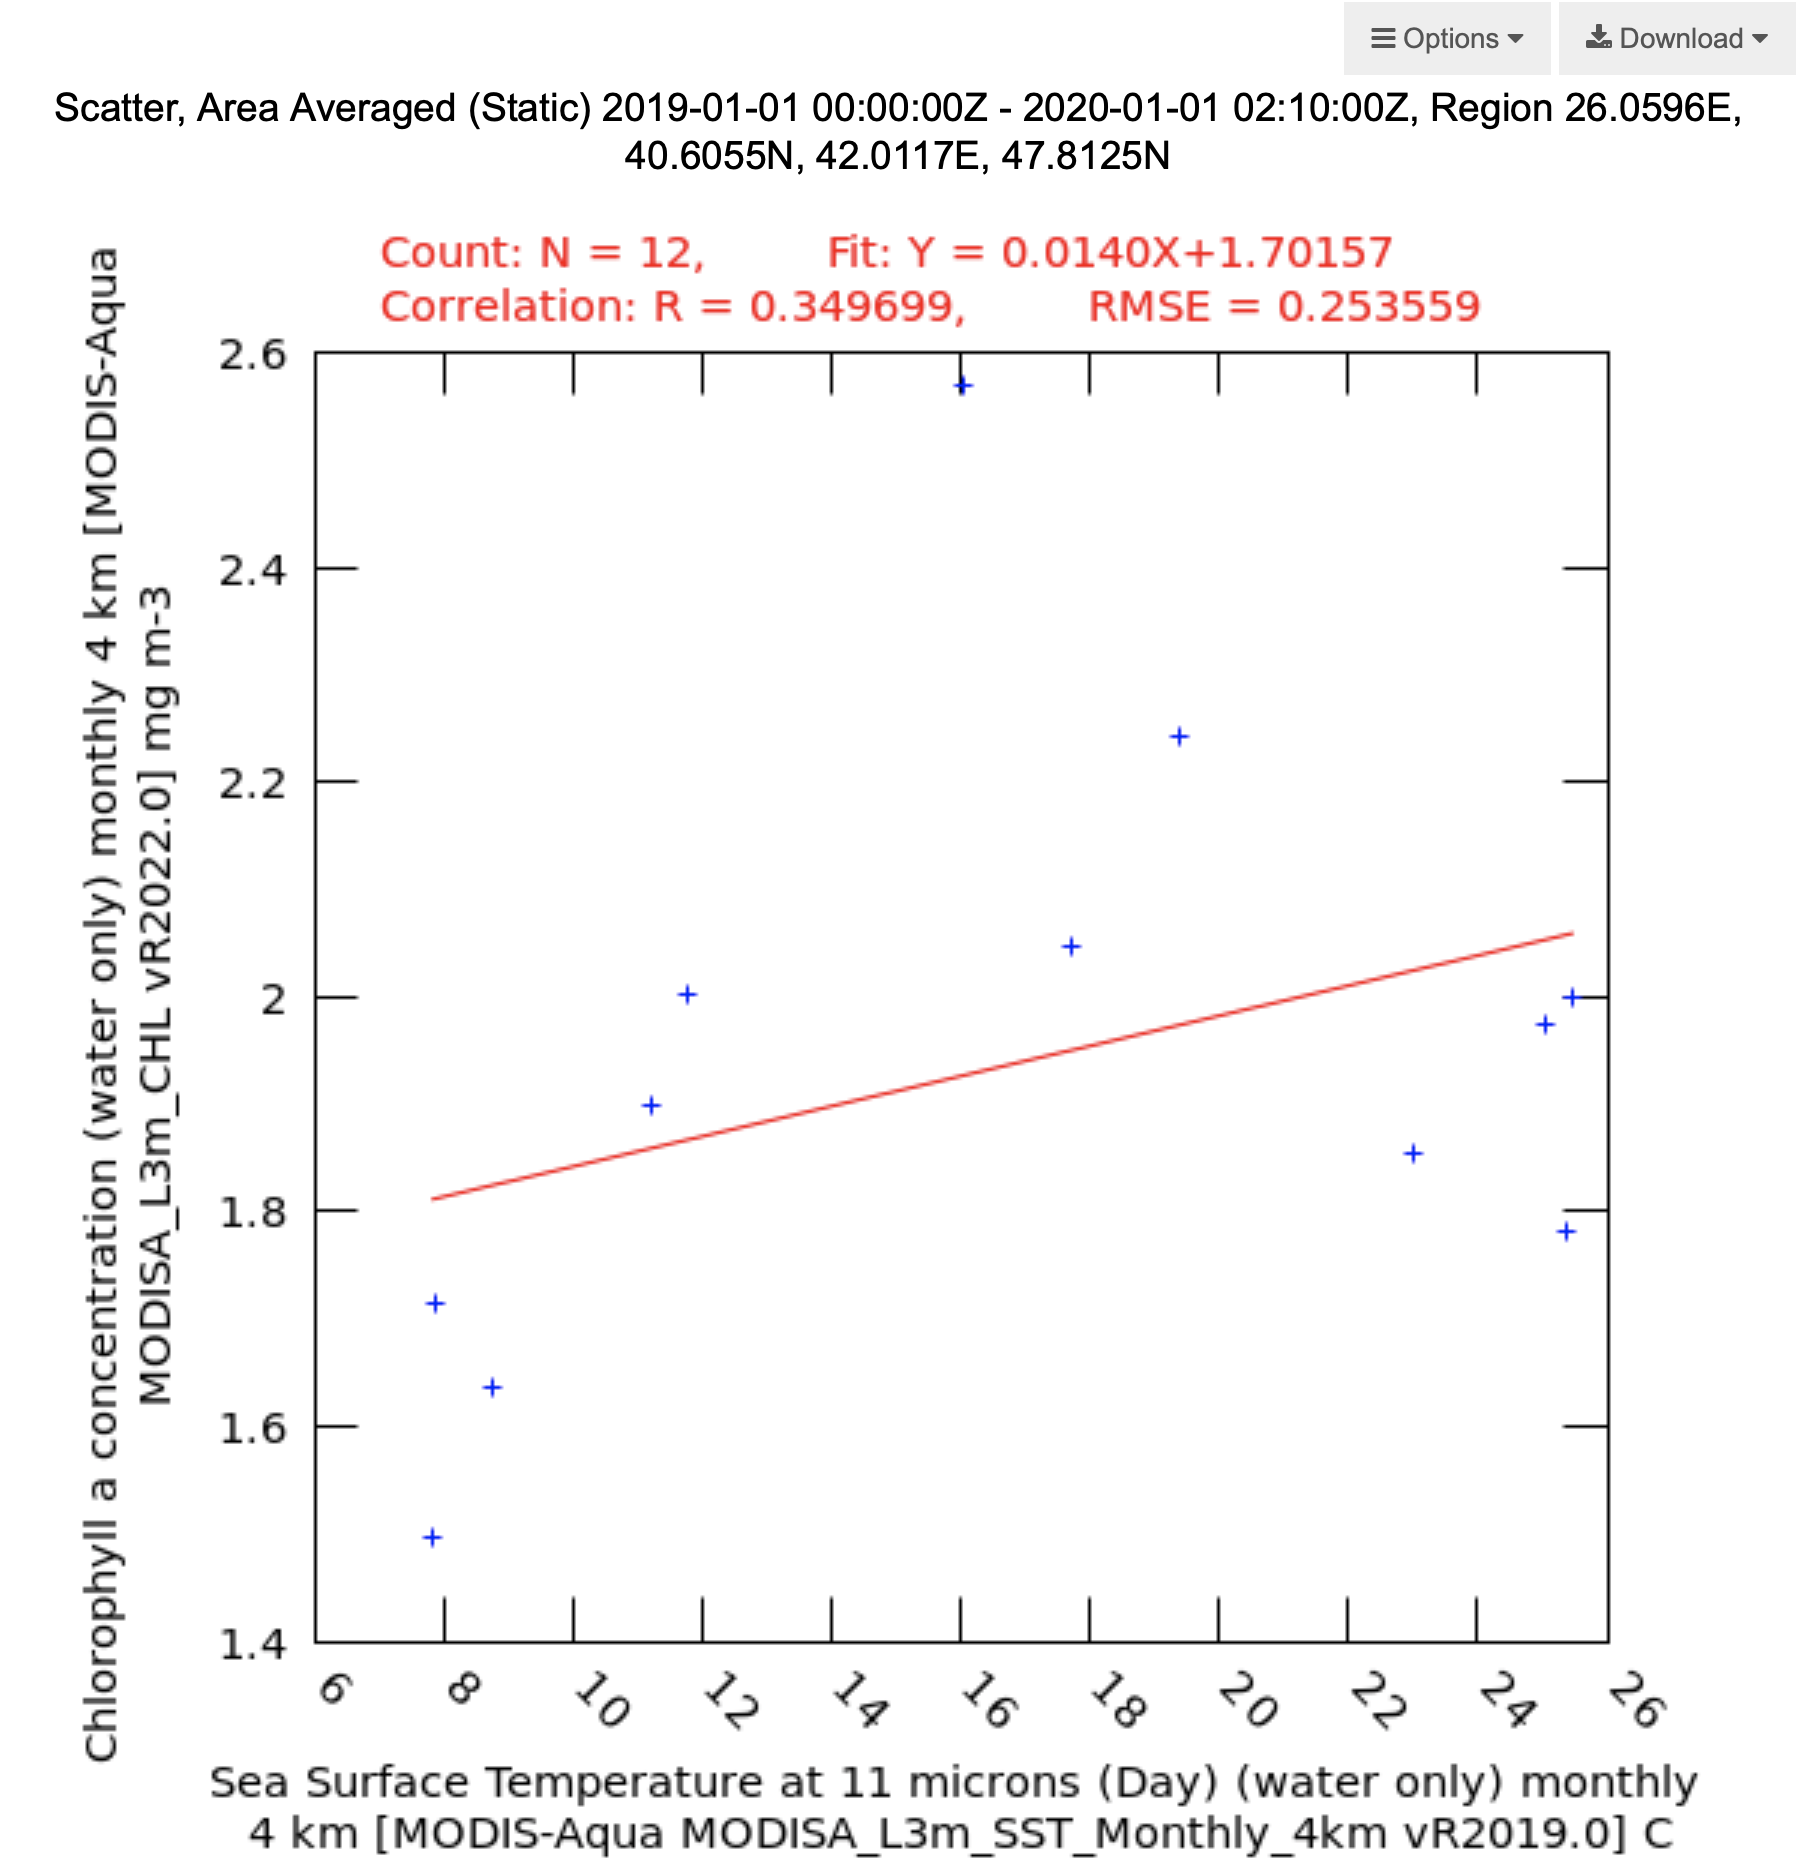 Options
Download
Scatter, Area Averaged (Static) 2019-01-01 00:00:00Z - 2020-01-01 02:10:00Z, Region 26.0596E,
40.6055N, 42.0117E, 47.8125N
Count: N = 12, Fit: Y = 0.0140X+1.70157
Correlation: R = 0.349699, RMSE = 0.253559
Chlorophyll a concentration (water only) monthly 4 km [MODIS-Aqua
MODISA_L3m_CHL vR2022.0] mg m-3
2.6
2.4
2.2
2
1.8
1.6
1.4
6 8 10 12 14 16 18 20 22 24 26
Sea Surface Temperature at 11 microns (Day) (water only) monthly
4 km [MODIS-Aqua MODISA_L3m_SST_Monthly_4km vR2019.0] C